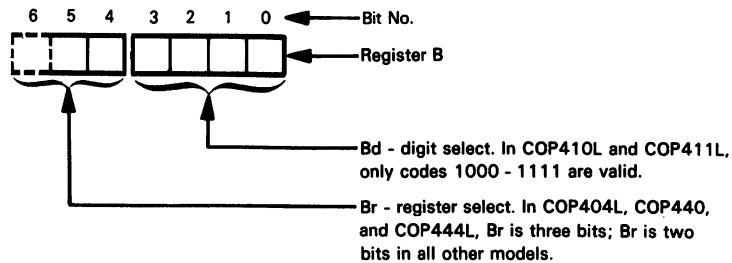 6 5 4 3 2 1 0 Bit No.
Register B
Bd - digit select. In COP410L and COP411L,
only codes 1000 - 1111 are valid.
Br - register select. In COP404L, COP440,
and COP444L, Br is three bits; Br is two
bits in all other models.